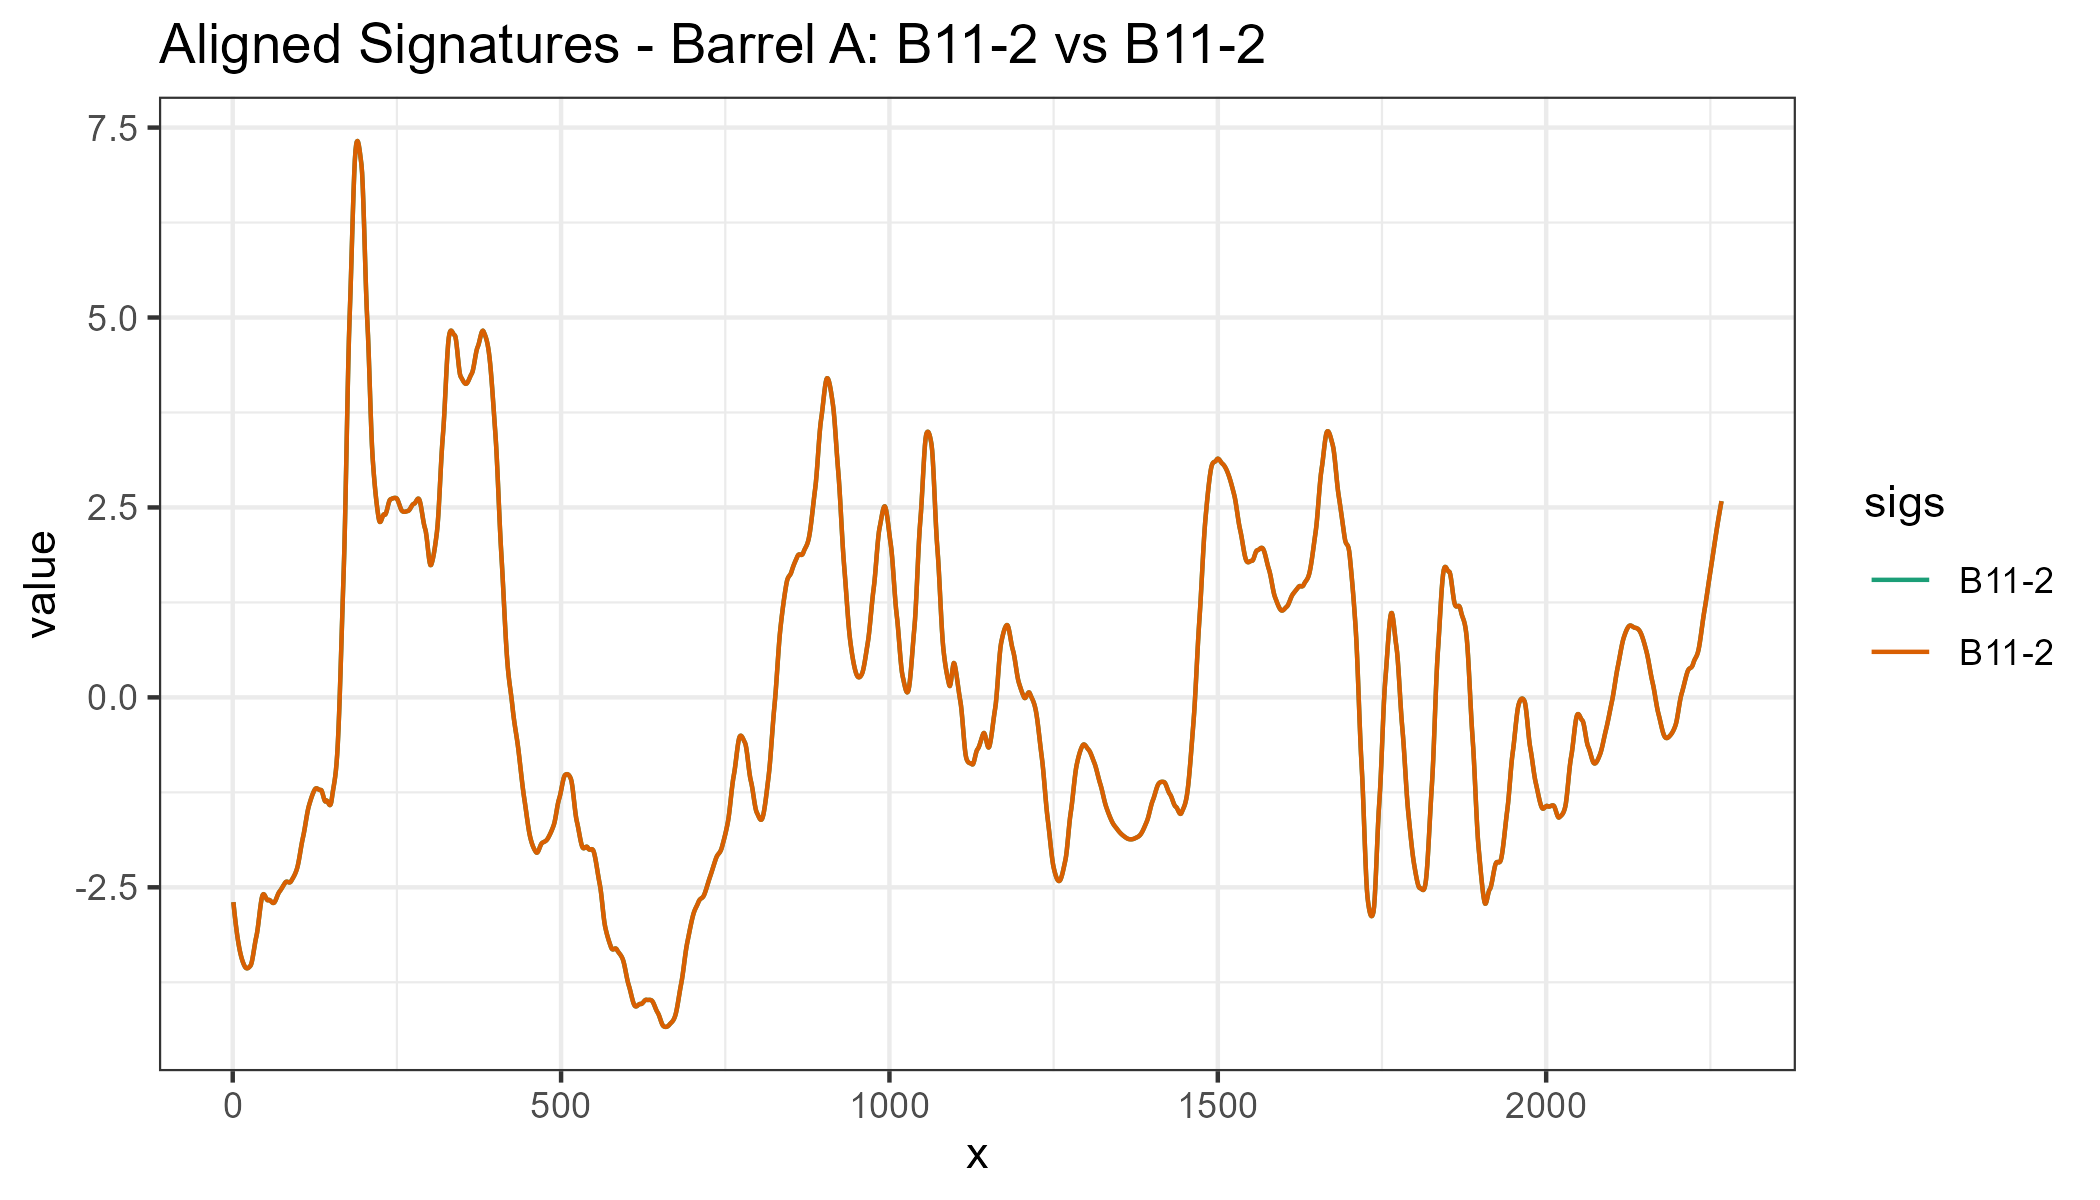 Aligned Signatures - Barrel A: B11-2 vs B11-2
7.5
5.0
2.5
0.0
-2.5
value
0 500 1000 1500 2000
x
sigs
B11-2
B11-2